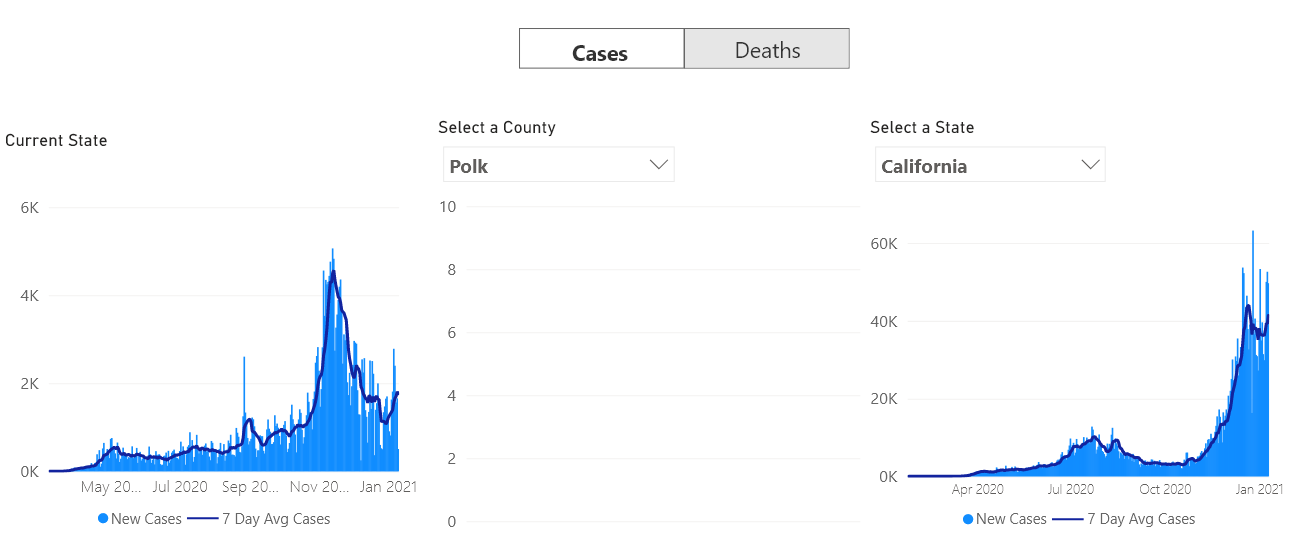 Cases Deaths
Current State
6K
4K
2K
0K
May 20... Jul 2020 Sep 20... Nov 20... Jan 2021
New Cases 7 Day Avg Cases
Select a County
Polk
10
8
6
4
2
0
Select a State
California
60K
40K
20K
0K
Apr 2020 Jul 2020 Oct 2020 Jan 2021
New Cases 7 Day Avg Cases